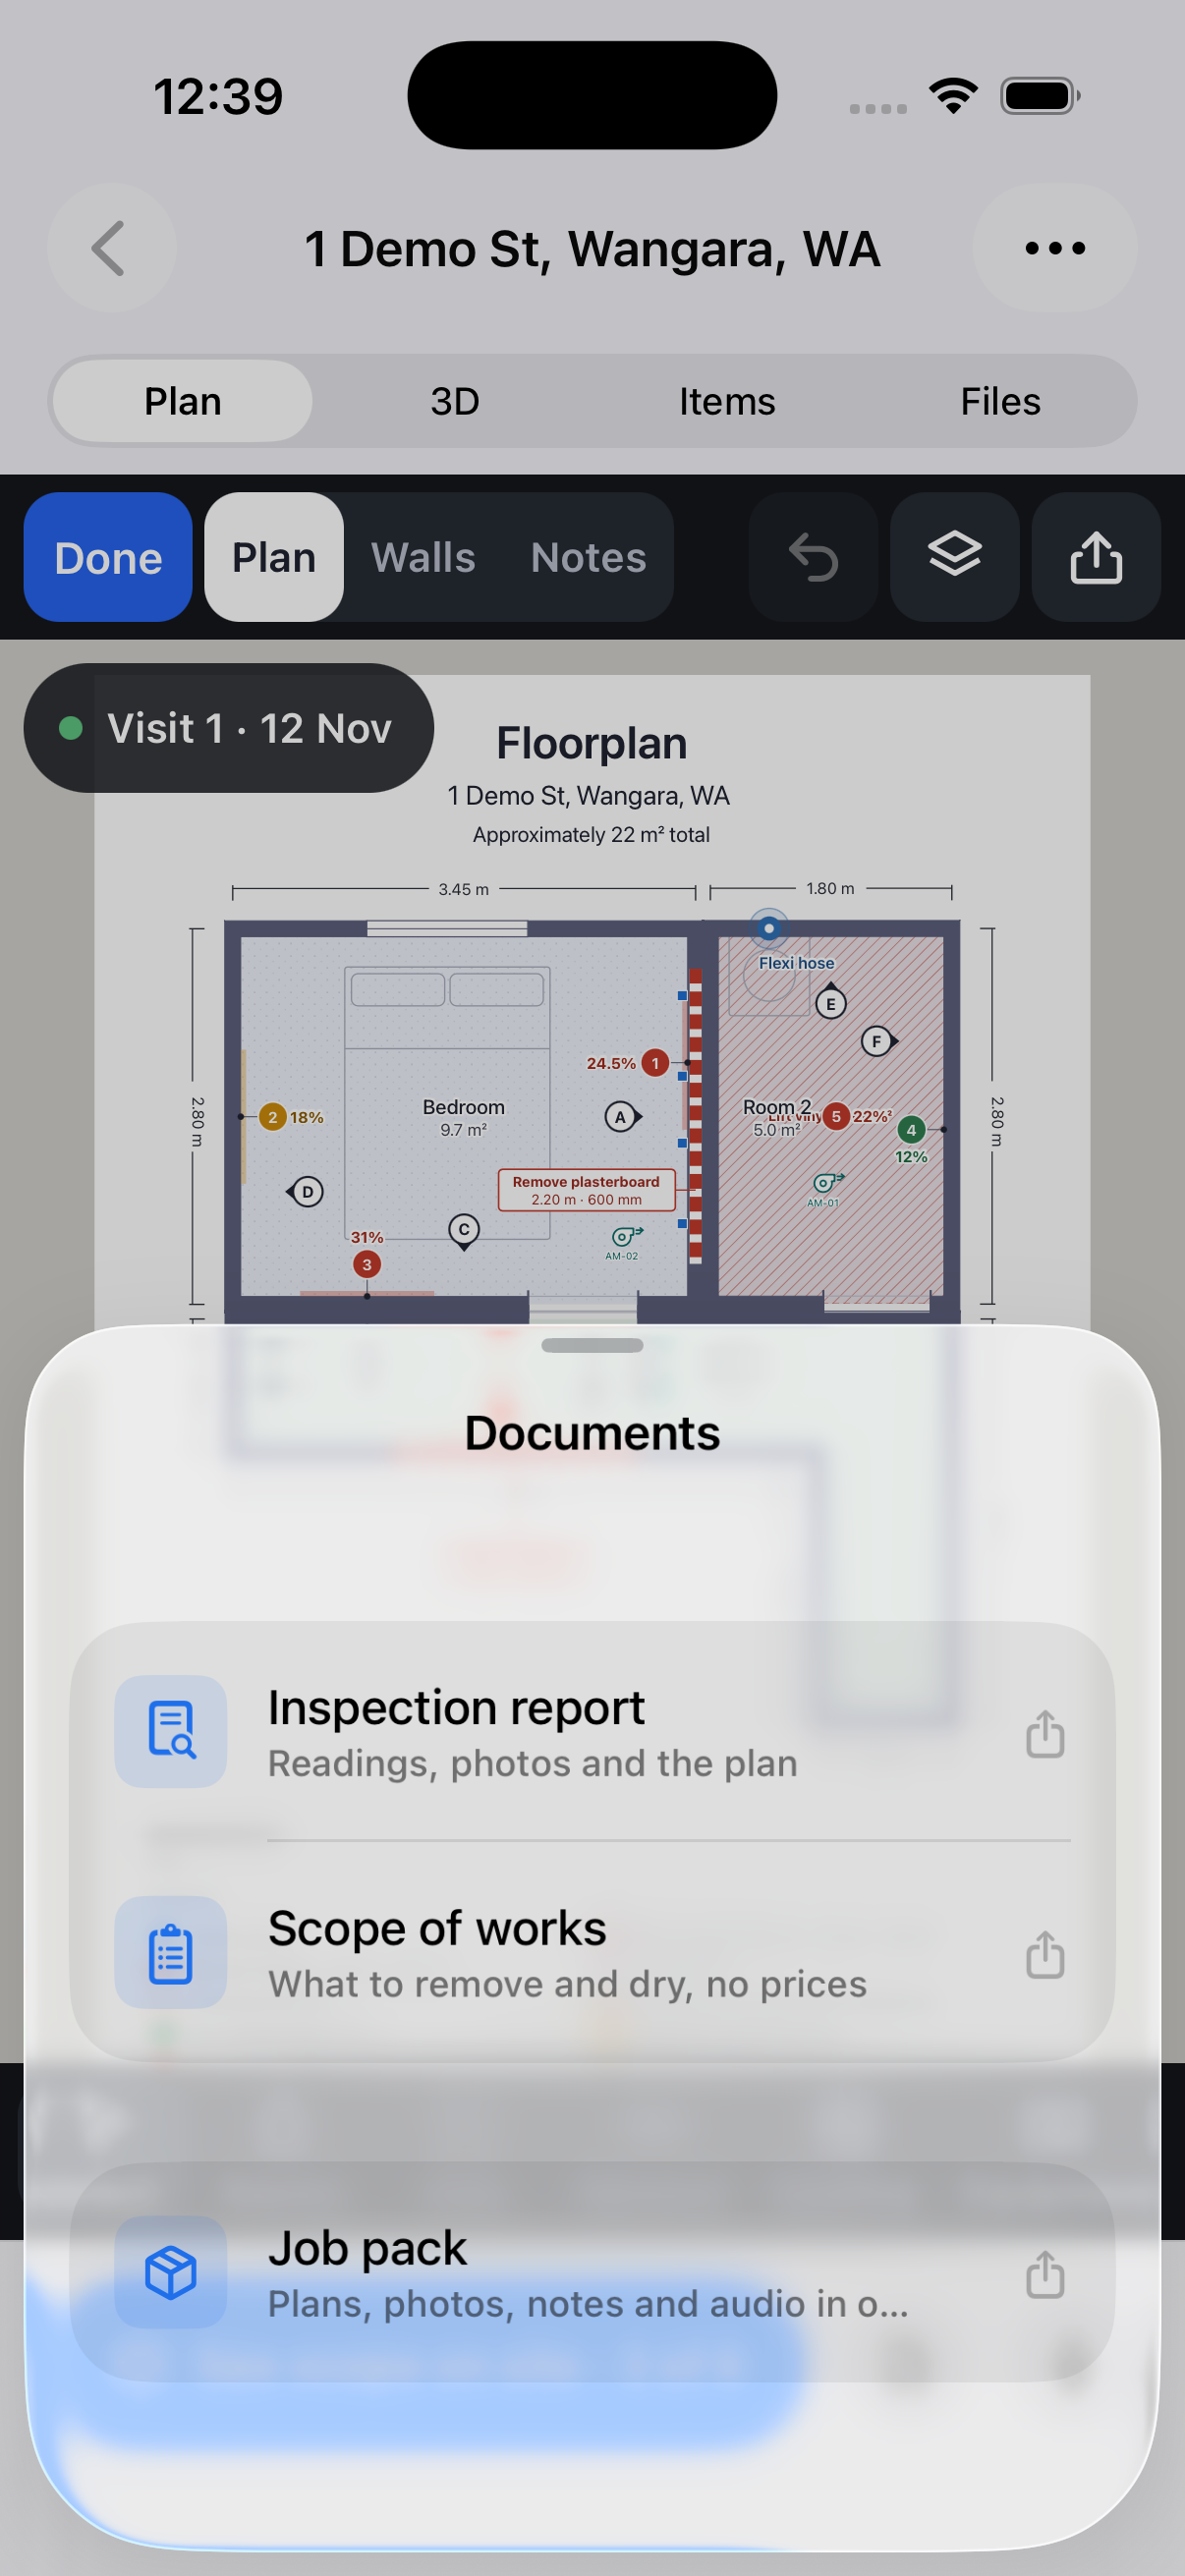 12:39
1 Demo St, Wangara, WA
Plan
3D
Items
Files
Done
Plan
Walls
Notes
Visit 1 · 12 Nov
Floorplan
1 Demo St, Wangara, WA
Approximately 22 m² total
3.45 m
1.80 m
Flexi hose
E
F
24.5% 1
2.80 m
2 18%
Bedroom
9.7 m²
A
Room 2
5.0 m²
5 22%²
4
12%
2.80 m
D
Remove plasterboard
2.20 m · 600 mm
AM-01
C
31%
3
AM-02
Documents
Inspection report
Readings, photos and the plan
Scope of works
What to remove and dry, no prices
Job pack
Plans, photos, notes and audio in o...